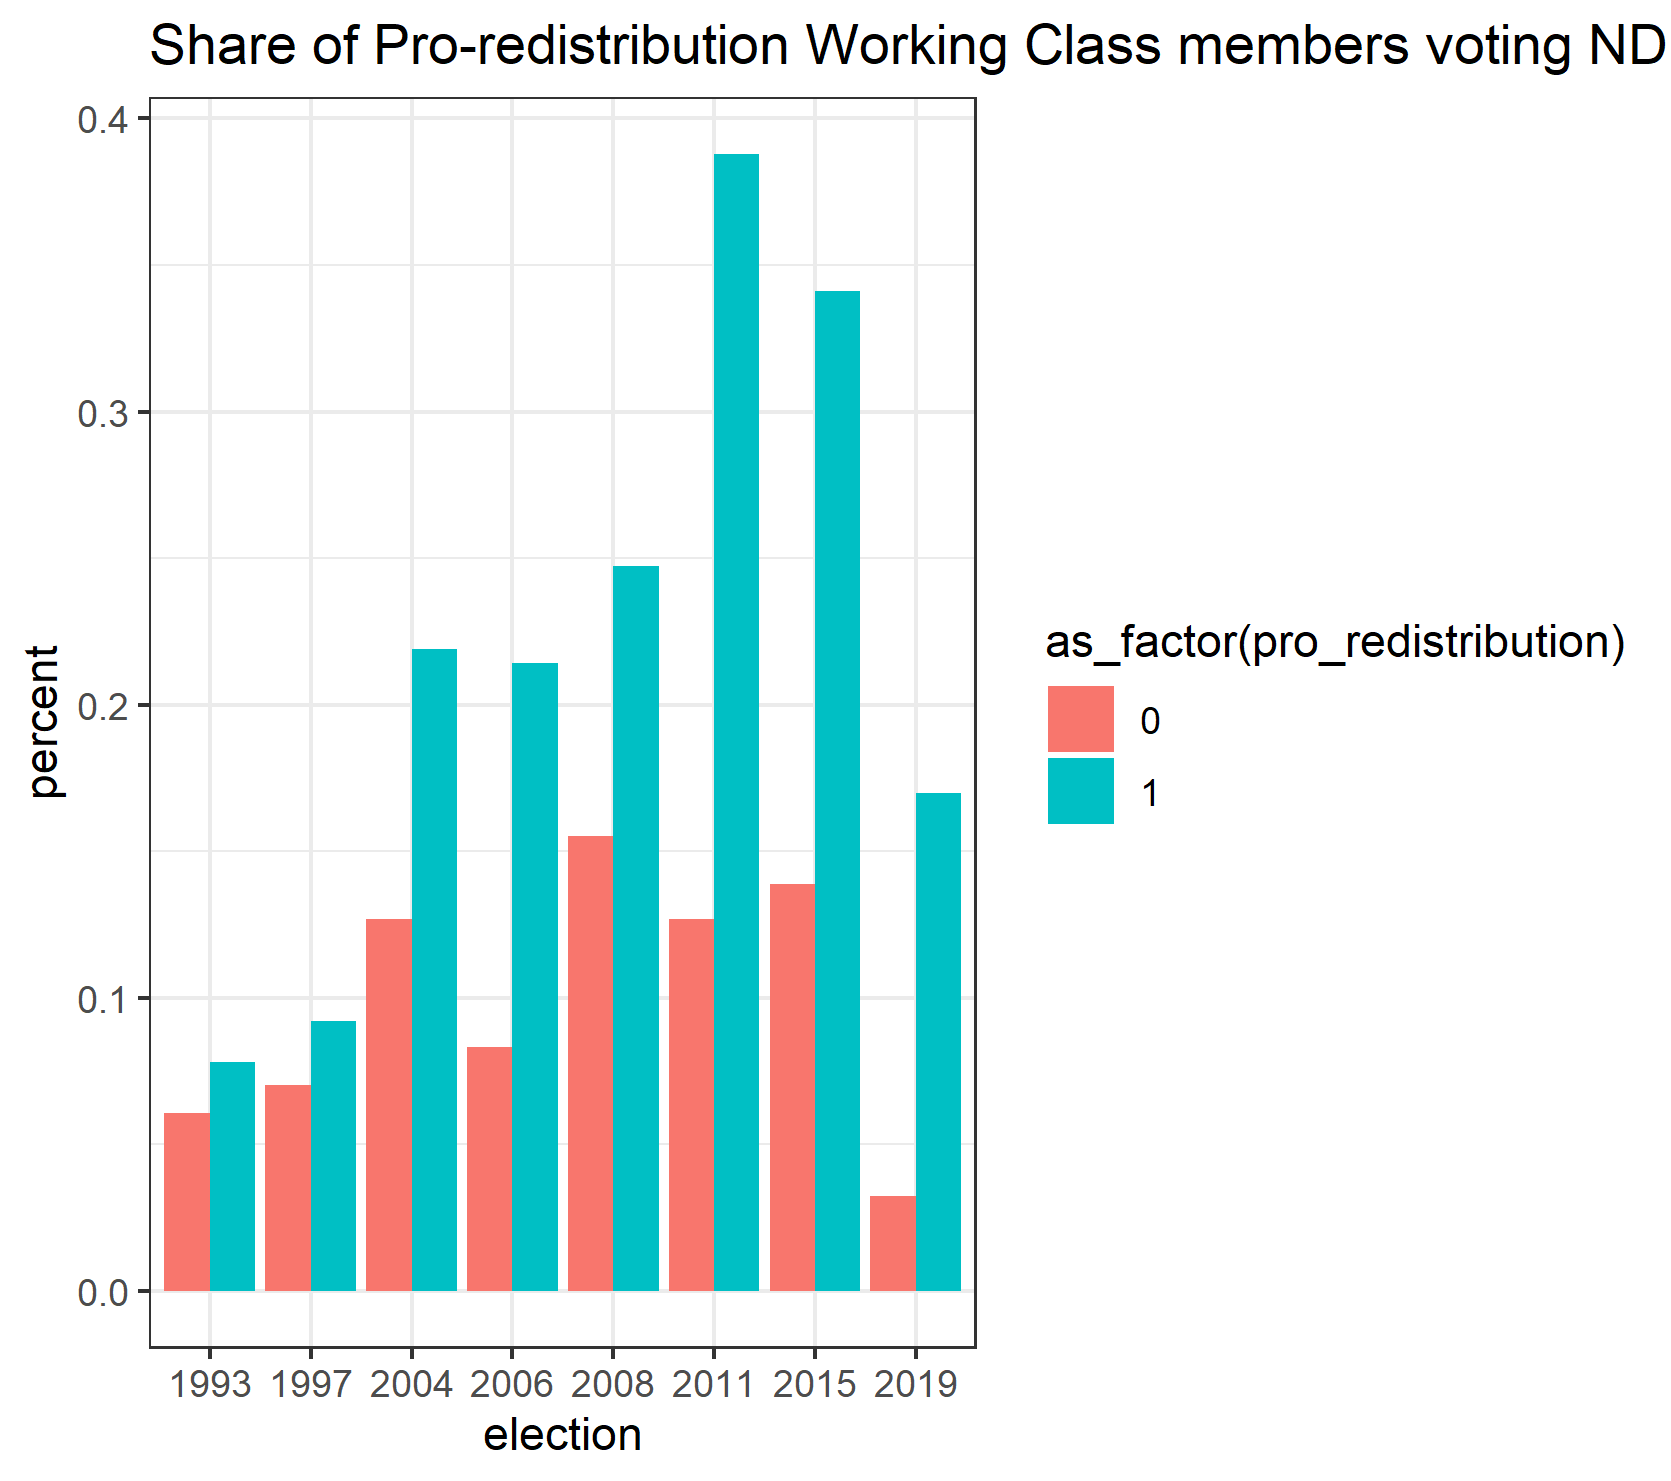 Share of Pro-redistribution Working Class members voting ND
0.4
0.3
0.2
0.1
0.0
percent
1993 1997 2004 2006 2008 2011 2015 2019
election
as_factor(pro_redistribution)
0
1